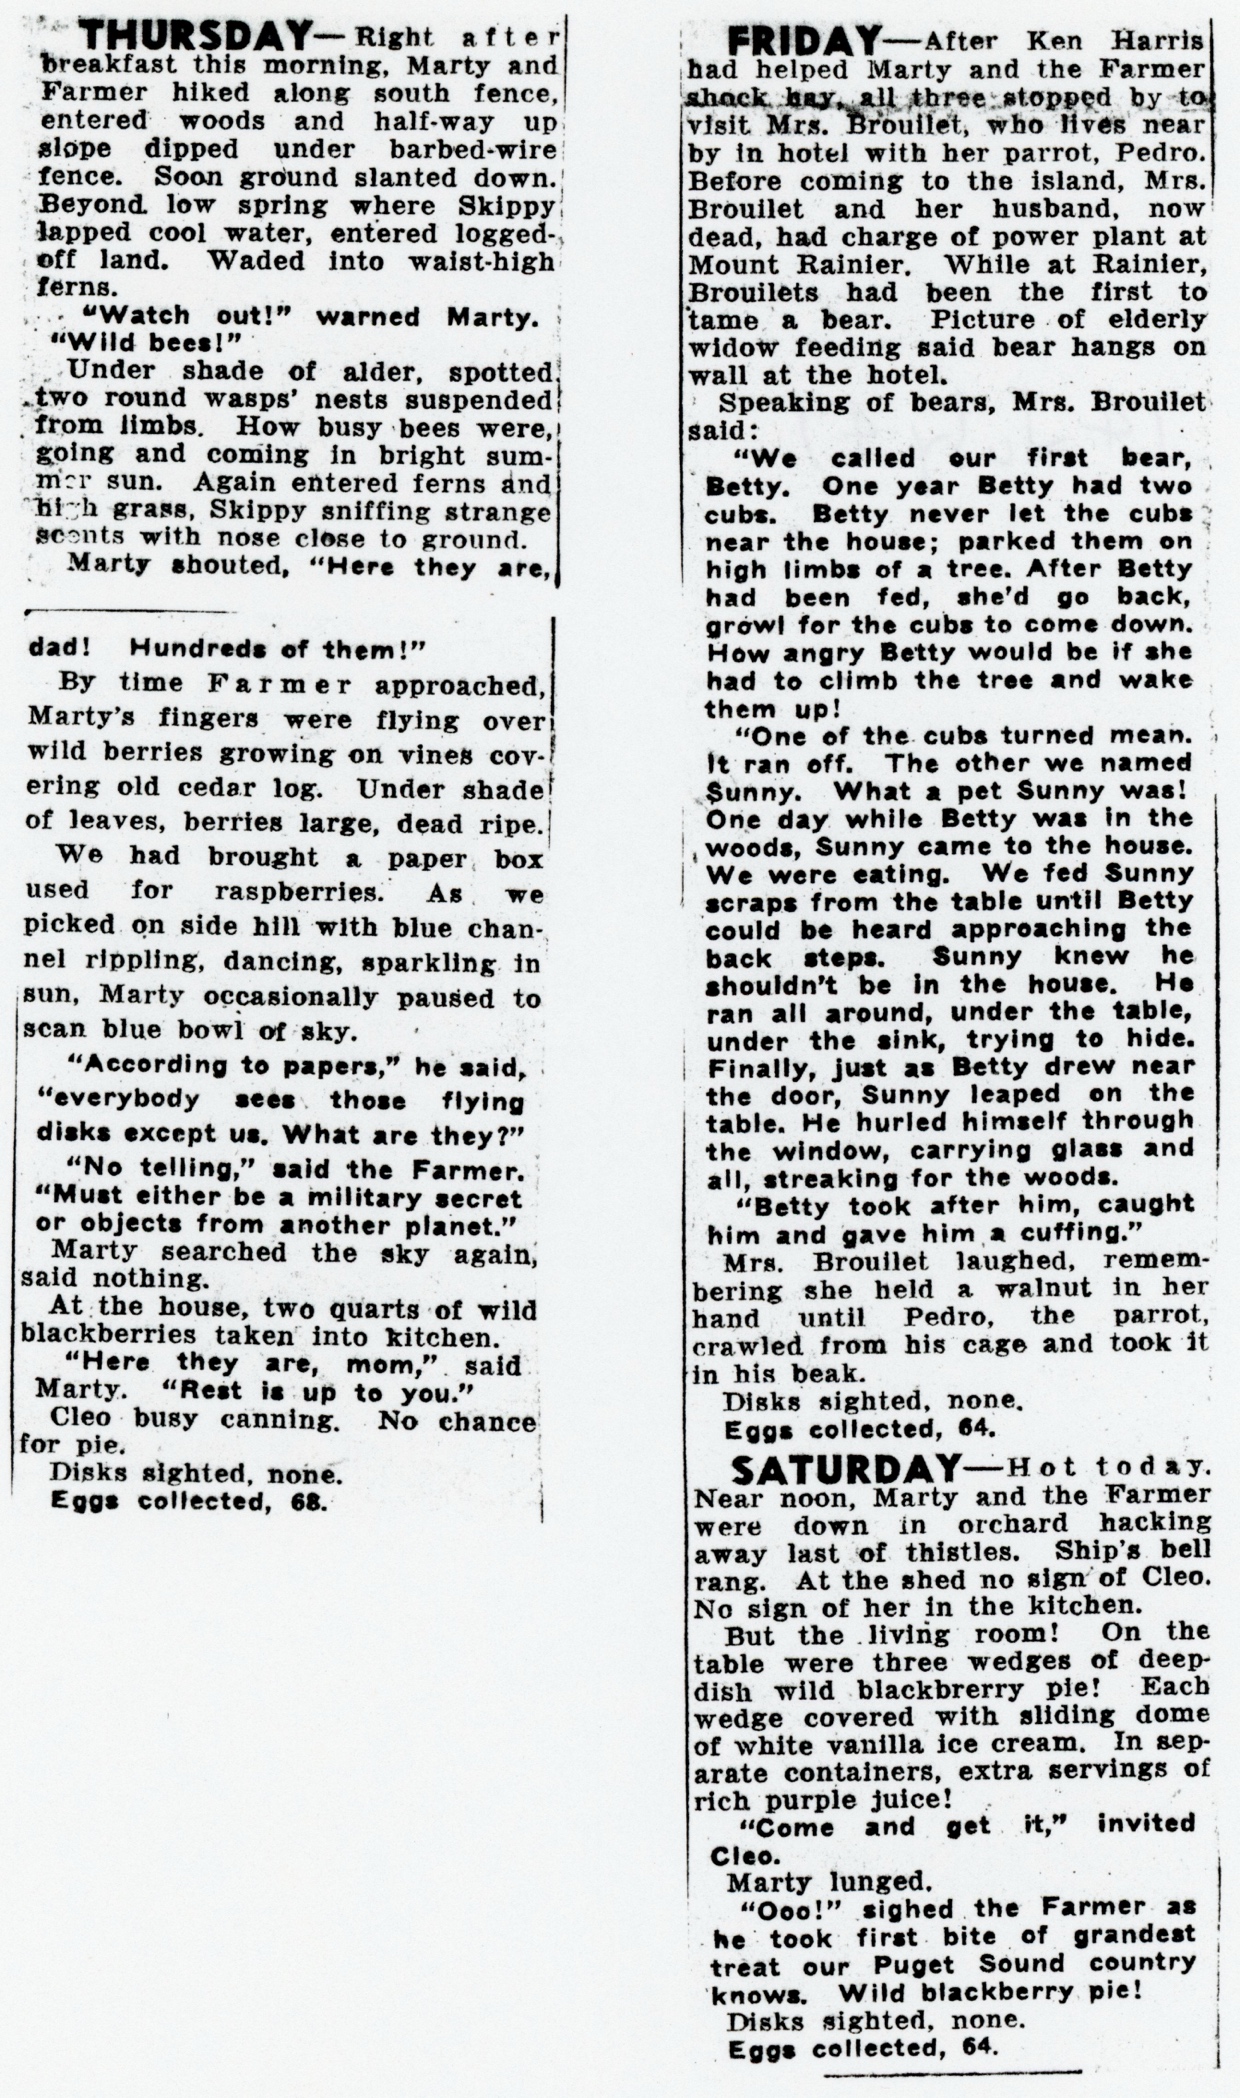 THURSDAY— Right after
breakfast this morning, Marty and
Farmer hiked along south fence,
entered woods and half-way up
slope dipped under barbed-wire
fence. Soon ground slanted down.
Beyond low spring where Skippy
lapped cool water, entered logged-
off land. Waded into waist-high
ferns.
"Watch out!" warned Marty.
"Wild bees!"
Under shade of alder, spotted
two round wasps' nests suspended
from limbs. How busy bees were,
going and coming in bright sum-
mer sun. Again entered ferns and
high grass, Skippy sniffing strange
scents with nose close to ground.
Marty shouted, "Here they are,
dad! Hundreds of them!"
By time Farmer approached,
Marty's fingers were flying over
wild berries growing on vines cov-
ering old cedar log. Under shade
of leaves, berries large, dead ripe.
We had brought a paper box
used for raspberries. As we
picked on side hill with blue chan-
nel rippling, dancing, sparkling in
sun, Marty occasionally paused to
scan blue bowl of sky.
"According to papers," he said,
"everybody sees those flying
disks except us. What are they?"
"No telling," said the Farmer.
"Must either be a military secret
or objects from another planet."
Marty searched the sky again,
said nothing.
At the house, two quarts of wild
blackberries taken into kitchen.
"Here they are, mom," said
Marty. "Rest is up to you."
Cleo busy canning. No chance
for pie.
Disks sighted, none.
Eggs collected, 68.
FRIDAY—After Ken Harris
had helped Marty and the Farmer
shock hay, all three stopped by to
visit Mrs. Brouilet, who lives near
by in hotel with her parrot, Pedro.
Before coming to the island, Mrs.
Brouilet and her husband, now
dead, had charge of power plant at
Mount Rainier. While at Rainier,
Brouilets had been the first to
tame a bear. Picture of elderly
widow feeding said bear hangs on
wall at the hotel.
Speaking of bears, Mrs. Brouilet
said:
"We called our first bear,
Betty. One year Betty had two
cubs. Betty never let the cubs
near the house; parked them on
high limbs of a tree. After Betty
had been fed, she'd go back,
growl for the cubs to come down.
How angry Betty would be if she
had to climb the tree and wake
them up!
"One of the cubs turned mean.
It ran off. The other we named
Sunny. What a pet Sunny was!
One day while Betty was in the
woods, Sunny came to the house.
We were eating. We fed Sunny
scraps from the table until Betty
could be heard approaching the
back steps. Sunny knew he
shouldn't be in the house. He
ran all around, under the table,
under the sink, trying to hide.
Finally, just as Betty drew near
the door, Sunny leaped on the
table. He hurled himself through
the window, carrying glass and
all, streaking for the woods.
"Betty took after him, caught
him and gave him a cuffing."
Mrs. Brouilet laughed, remem-
bering she held a walnut in her
hand until Pedro, the parrot,
crawled from his cage and took it
in his beak.
Disks sighted, none.
Eggs collected, 64.
SATURDAY—Hot today.
Near noon, Marty and the Farmer
were down in orchard hacking
away last of thistles. Ship's bell
rang. At the shed no sign of Cleo.
No sign of her in the kitchen.
But the living room! On the
table were three wedges of deep-
dish wild blackbrerry pie! Each
wedge covered with sliding dome
of white vanilla ice cream. In sep-
arate containers, extra servings of
rich purple juice!
"Come and get it," invited
Cleo.
Marty lunged.
"Ooo!" sighed the Farmer as
he took first bite of grandest
treat our Puget Sound country
knows. Wild blackberry pie!
Disks sighted, none.
Eggs collected, 64.